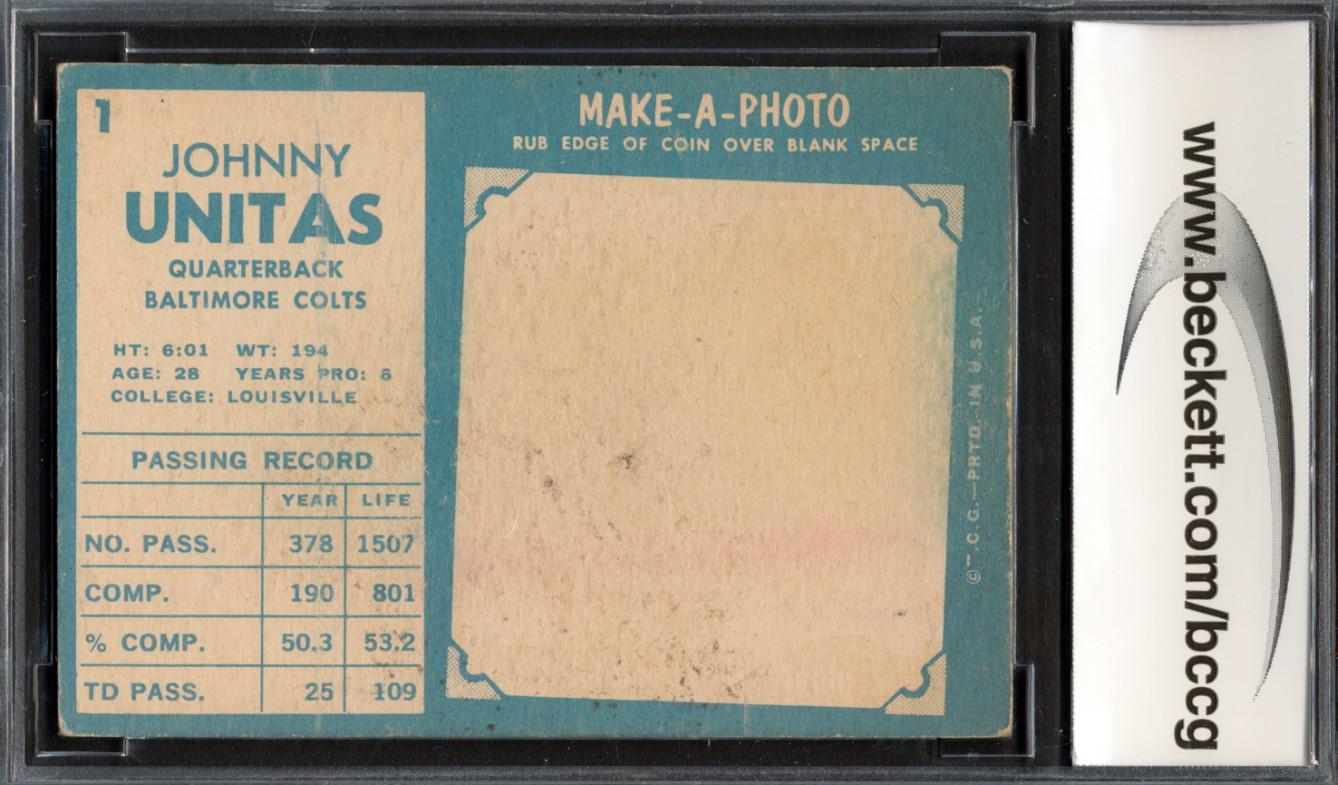 1
JOHNNY
UNITAS
QUARTERBACK
BALTIMORE COLTS
HT: 6:01 WT: 194
AGE: 28 YEARS PRO: 6
COLLEGE: LOUISVILLE
PASSING RECORD
YEAR LIFE
NO. PASS. 378 1507
COMP. 190 801
% COMP. 50.3 53.2
TD PASS. 25 109
MAKE-A-PHOTO
RUB EDGE OF COIN OVER BLANK SPACE
© T.C.G.—PRTD. IN U.S.A.
www.beckett.com/bccg